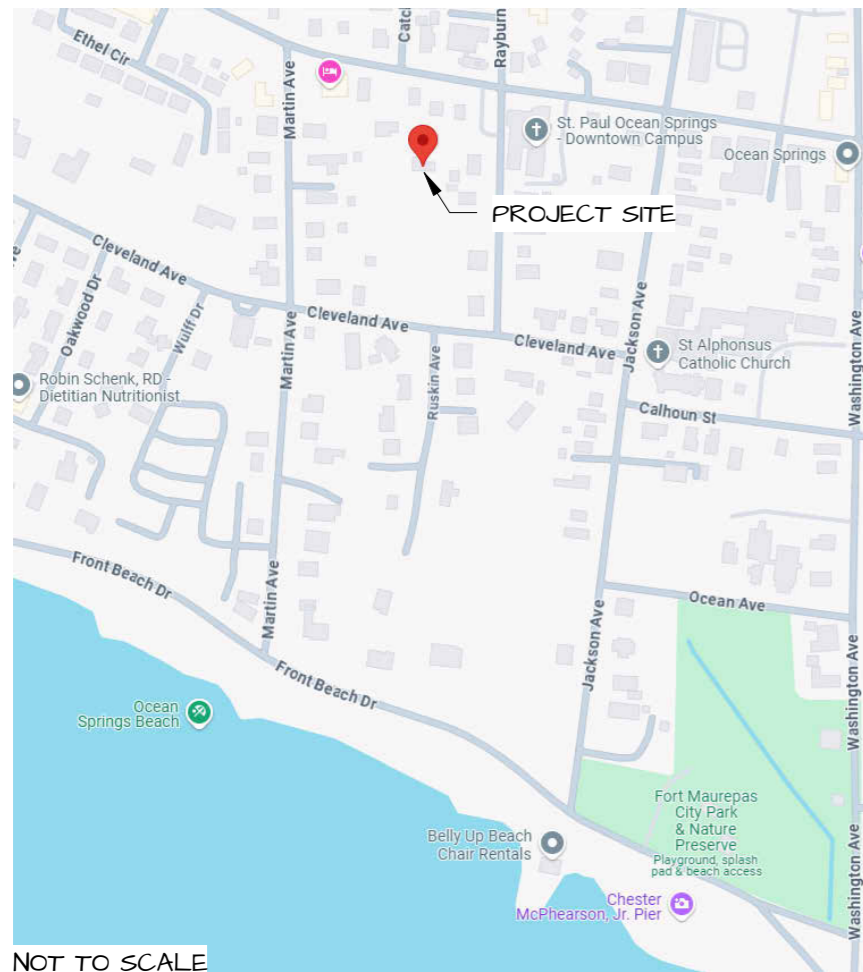 Ethel Cir
Martin Ave
Catch
Rayburn
St. Paul Ocean Springs
- Downtown Campus
Ocean Springs
PROJECT SITE
Cleveland Ave
Oakwood Dr
Wulff Dr
Cleveland Ave
Martin Ave
Ruskin Ave
Cleveland Ave
Jackson Ave
St Alphonsus
Catholic Church
Washington Ave
Robin Schenk, RD -
Dietitian Nutritionist
Calhoun St
Washington Ave
Front Beach Dr
Martin Ave
Ocean Ave
Jackson Ave
Front Beach Dr
Ocean
Springs Beach
Washington Ave
Fort Maurepas
City Park
& Nature
Preserve
Playground, splash
pad & beach access
Belly Up Beach
Chair Rentals
Chester
McPhearson, Jr. Pier
Washington Ave
NOT TO SCALE